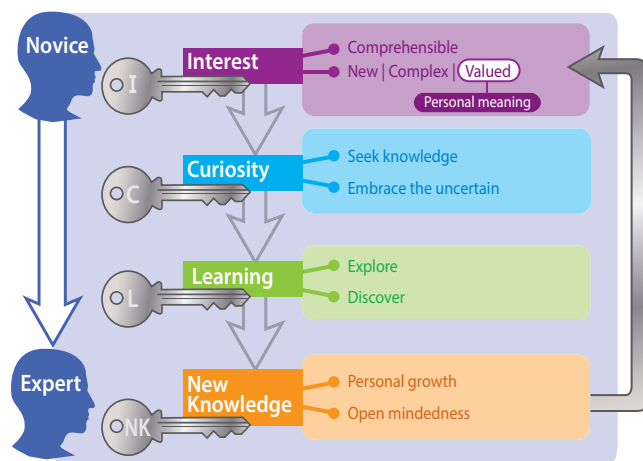 Novice
I
Interest
Comprehensible
New | Complex | Valued
Personal meaning
C
Curiosity
Seek knowledge
Embrace the uncertain
L
Learning
Explore
Discover
Expert
NK
New
Knowledge
Personal growth
Open mindedness